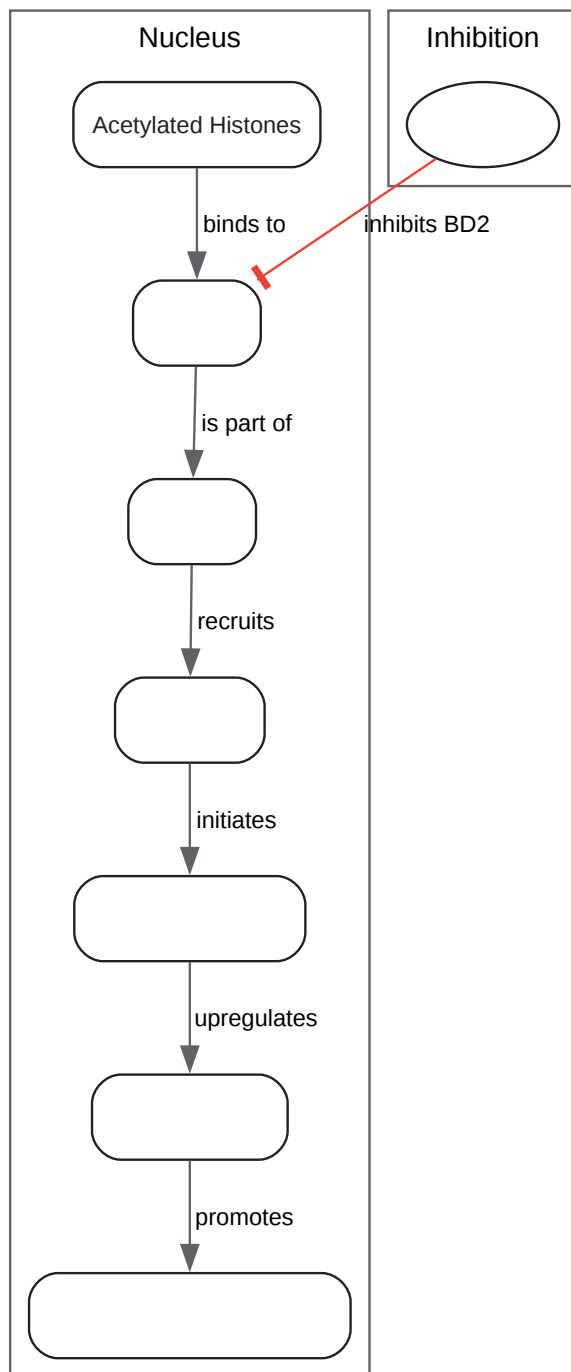 Nucleus
Inhibition
Acetylated Histones
binds to
inhibits BD2
is part of
recruits
initiates
upregulates
promotes